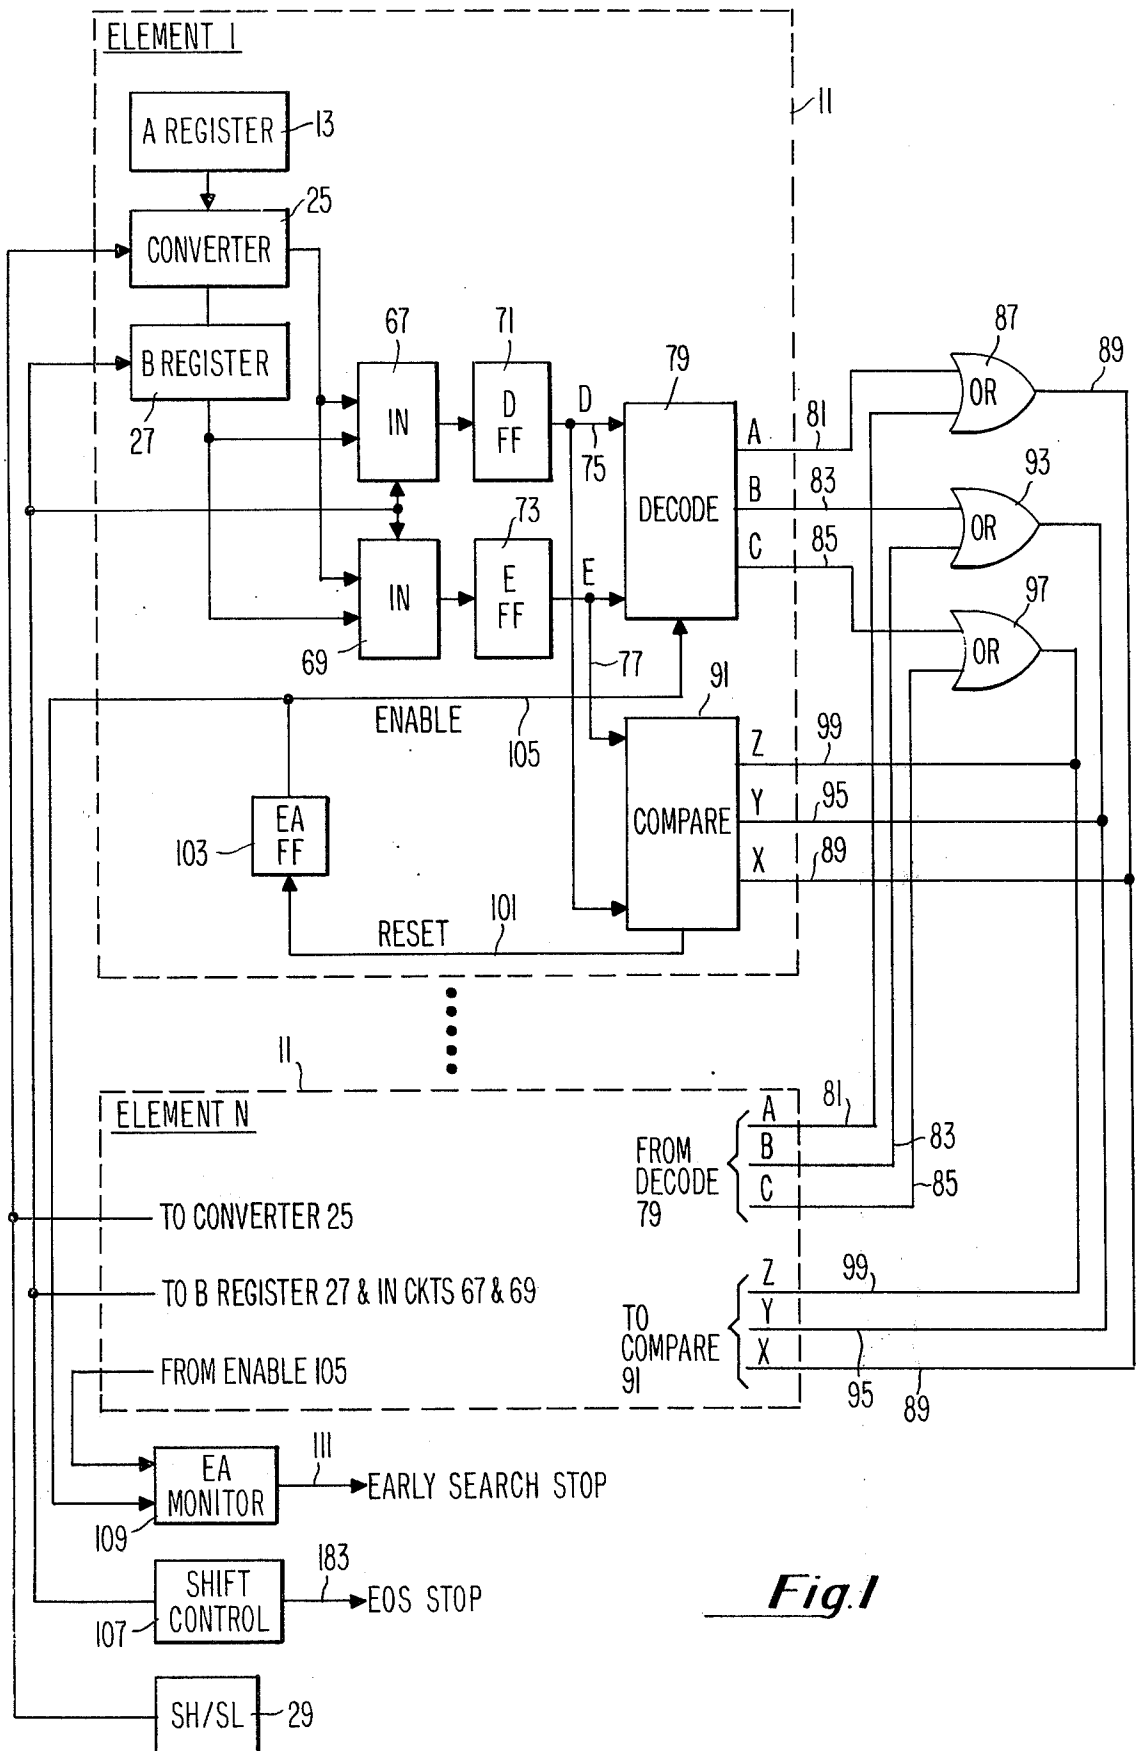 ELEMENT 1
11
A REGISTER
13
25
CONVERTER
B REGISTER
27
67
IN
71
D
FF
D
75
79
DECODE
A
81
B
83
C
85
87
OR
89
93
OR
97
OR
IN
69
73
E
FF
E
77
ENABLE
105
91
COMPARE
Z
99
Y
95
X
89
EA
FF
103
RESET
101
11
ELEMENT N
FROM
DECODE
79
A
81
B
83
C
85
TO CONVERTER 25
TO B REGISTER 27 & IN CKTS 67 & 69
FROM ENABLE 105
TO
COMPARE
91
Z
99
Y
95
X
89
EA
MONITOR
109
111
EARLY SEARCH STOP
SHIFT
CONTROL
107
183
EOS STOP
SH/SL
29
Fig.1